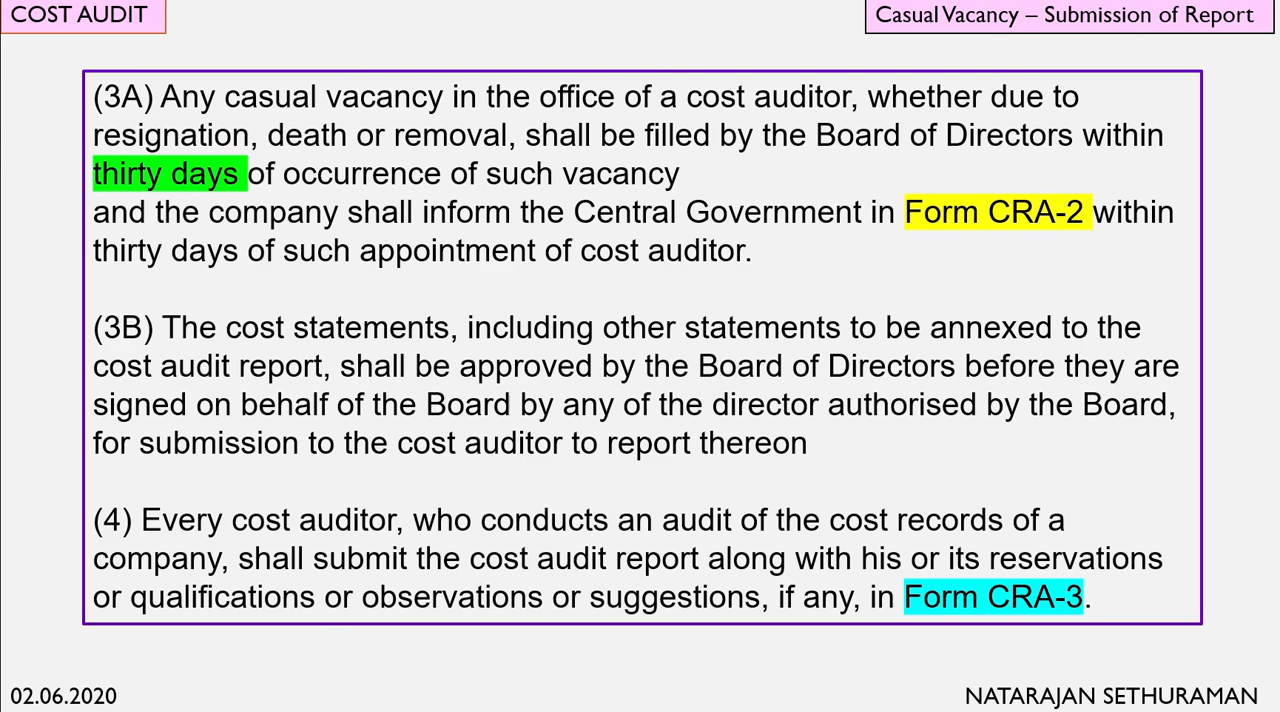 COST AUDIT
Casual Vacancy – Submission of Report
(3A) Any casual vacancy in the office of a cost auditor, whether due to
resignation, death or removal, shall be filled by the Board of Directors within
thirty days of occurrence of such vacancy
and the company shall inform the Central Government in Form CRA-2 within
thirty days of such appointment of cost auditor.
(3B) The cost statements, including other statements to be annexed to the
cost audit report, shall be approved by the Board of Directors before they are
signed on behalf of the Board by any of the director authorised by the Board,
for submission to the cost auditor to report thereon
(4) Every cost auditor, who conducts an audit of the cost records of a
company, shall submit the cost audit report along with his or its reservations
or qualifications or observations or suggestions, if any, in Form CRA-3.
02.06.2020
NATARAJAN SETHURAMAN